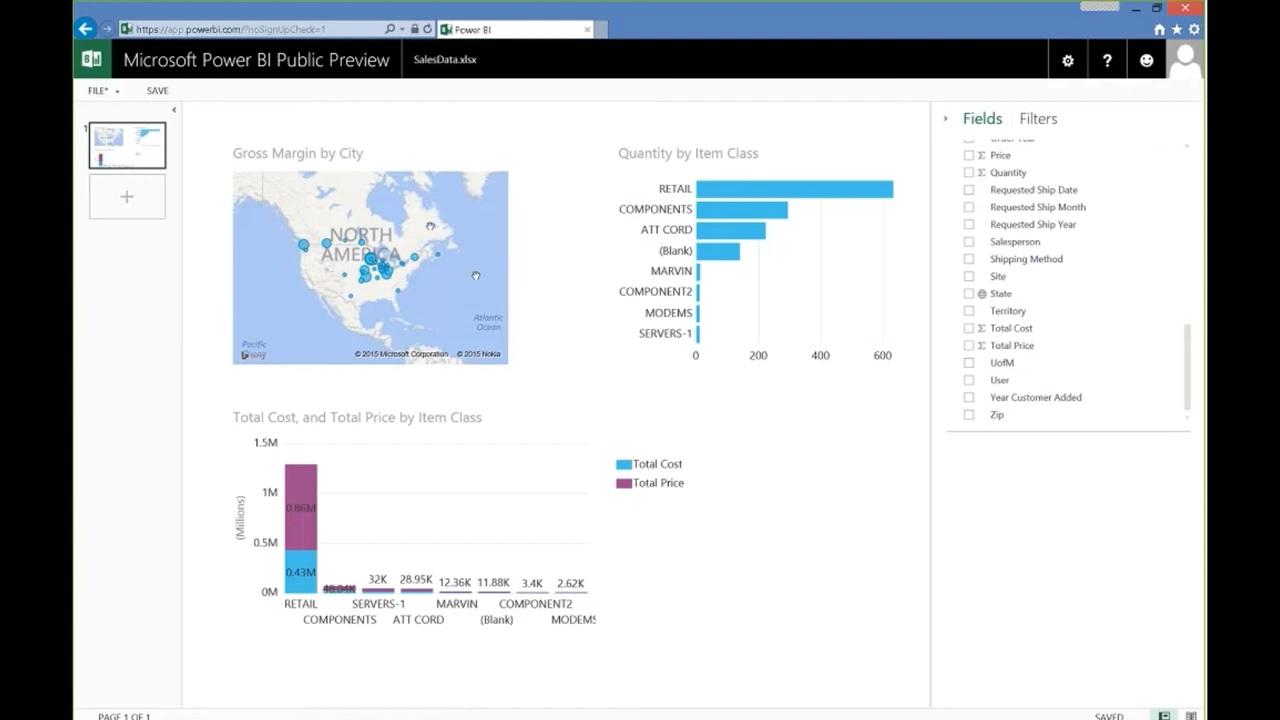 https://app.powerbi.com/?noSignUpCheck=1
Power BI
Microsoft Power BI Public Preview
SalesData.xlsx
FILE*
SAVE
1
Gross Margin by City
NORTH
AMERICA
Pacific
Atlantic
Ocean
bing
© 2015 Microsoft Corporation © 2015 Nokia
Quantity by Item Class
RETAIL
COMPONENTS
ATT CORD
(Blank)
MARVIN
COMPONENT2
MODEMS
SERVERS-1
0 200 400 600
Total Cost, and Total Price by Item Class
1.5M
1M
0.5M
0M
(Millions)
0.86M
0.43M
48.04K
32K
28.95K
12.36K
11.88K
3.4K
2.62K
RETAIL SERVERS-1 MARVIN COMPONENT2
COMPONENTS ATT CORD (Blank) MODEMS
Total Cost
Total Price
Fields Filters
Order Year
Σ Price
Σ Quantity
Requested Ship Date
Requested Ship Month
Requested Ship Year
Salesperson
Shipping Method
Site
State
Territory
Σ Total Cost
Σ Total Price
UofM
User
Year Customer Added
Zip
PAGE 1 OF 1
SAVED